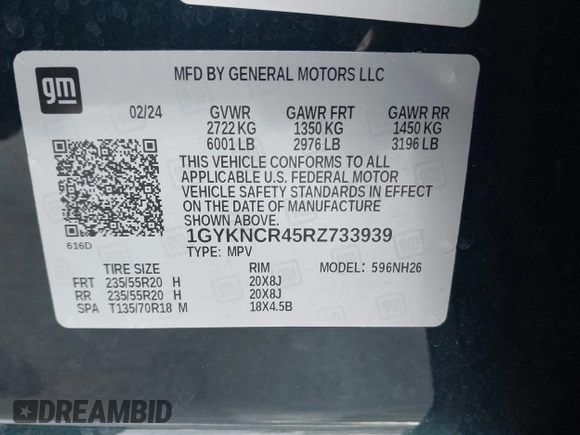 gm
MFD BY GENERAL MOTORS LLC
02/24 GVWR GAWR FRT GAWR RR
2722 KG 1350 KG 1450 KG
6001 LB 2976 LB 3196 LB
THIS VEHICLE CONFORMS TO ALL
APPLICABLE U.S. FEDERAL MOTOR
VEHICLE SAFETY STANDARDS IN EFFECT
ON THE DATE OF MANUFACTURE
SHOWN ABOVE.
616D
1GYKNCR45RZ733939
TYPE: MPV
TIRE SIZE RIM MODEL: 596NH26
FRT 235/55R20 H 20X8J
RR 235/55R20 H 20X8J
SPA T135/70R18 M 18X4.5B
DREAMBID